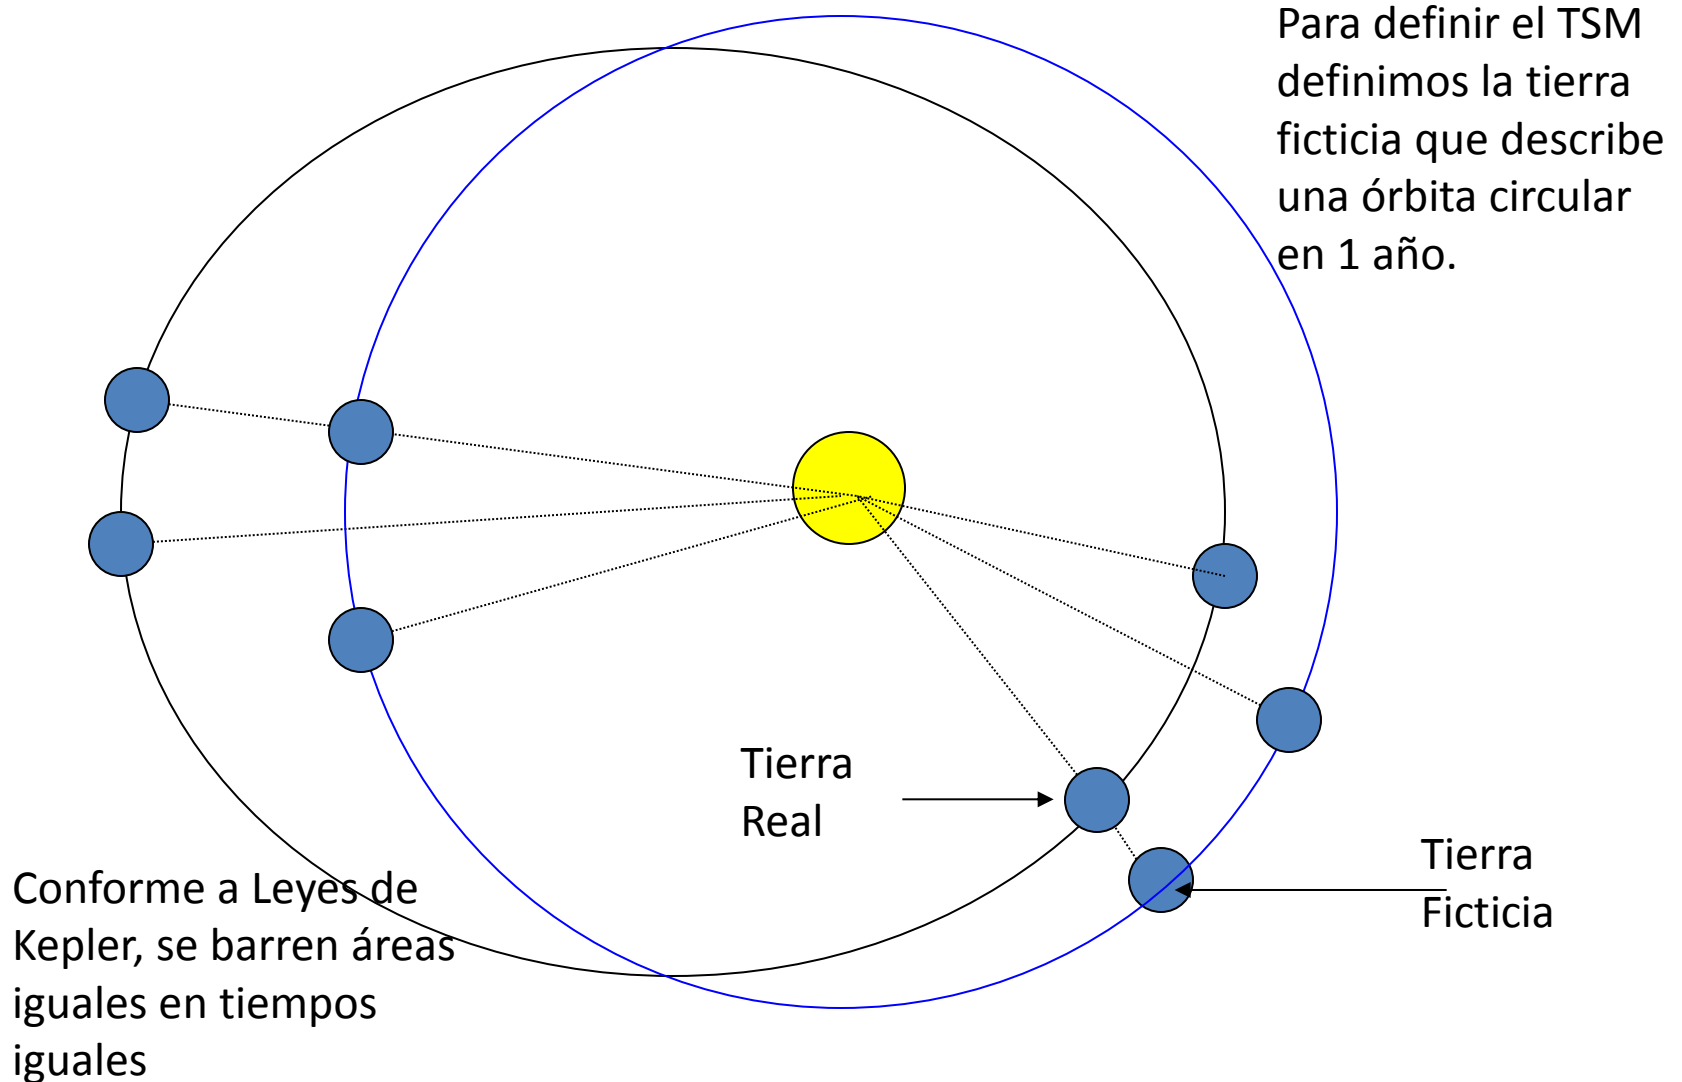 Para definir el TSM
definimos la tierra
ficticia que describe
una órbita circular
en 1 año.
Tierra
Real
Tierra
Ficticia
Conforme a Leyes de
Kepler, se barren áreas
iguales en tiempos
iguales